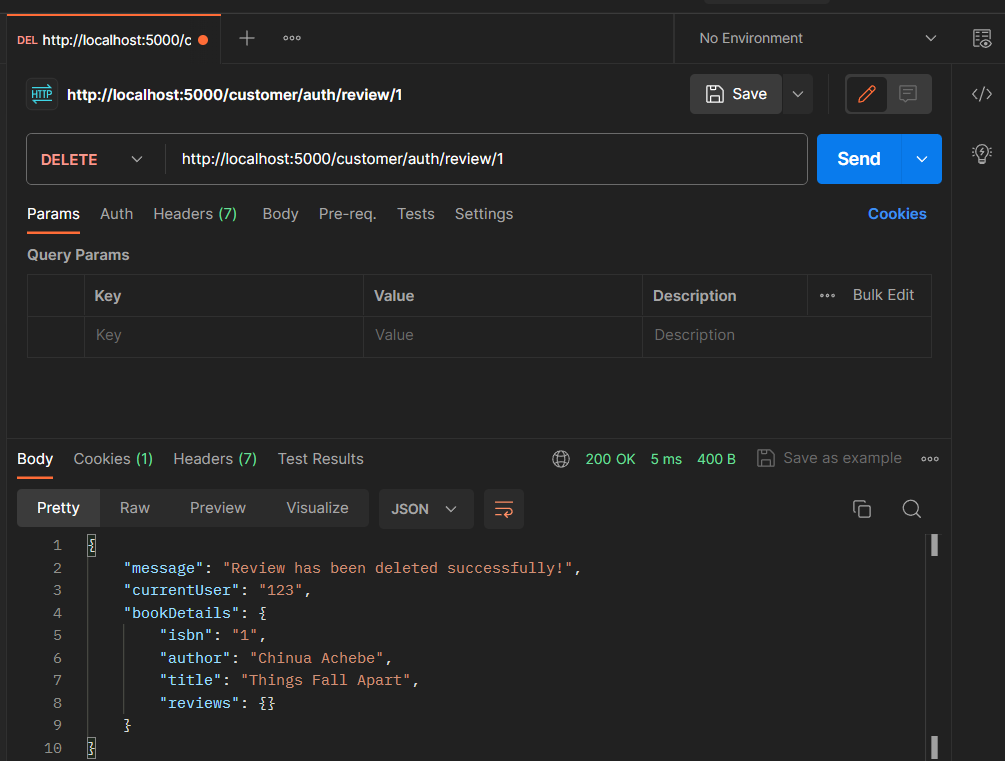 DEL http://localhost:5000/c
No Environment
HTTP http://localhost:5000/customer/auth/review/1
Save
DELETE http://localhost:5000/customer/auth/review/1
Send
Params Auth Headers (7) Body Pre-req. Tests Settings Cookies
Query Params
Key Value Description Bulk Edit
Key Value Description
Body Cookies (1) Headers (7) Test Results 200 OK 5 ms 400 B Save as example
Pretty Raw Preview Visualize JSON
1 {
2 "message": "Review has been deleted successfully!",
3 "currentUser": "123",
4 "bookDetails": {
5 "isbn": "1",
6 "author": "Chinua Achebe",
7 "title": "Things Fall Apart",
8 "reviews": {}
9 }
10 }